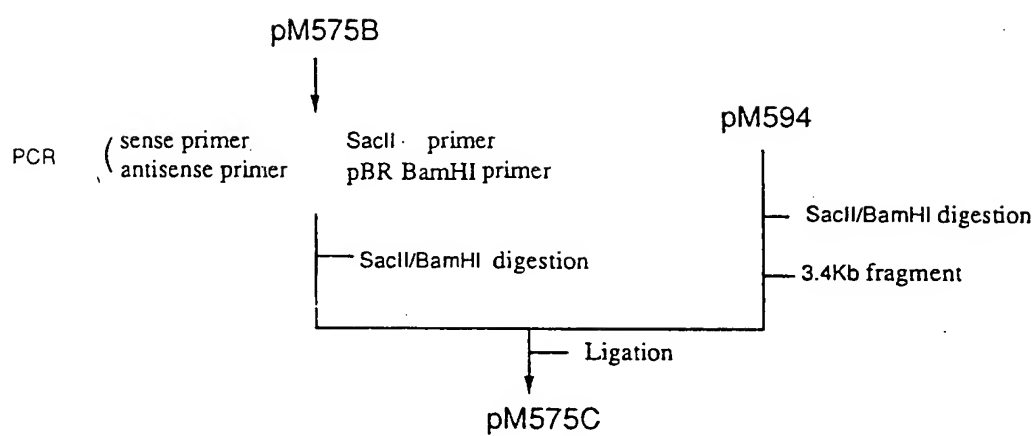 pM575B
pM594
PCR
sense primer SacII primer
antisense primer pBR BamHI primer
SacII/BamHI digestion
SacII/BamHI digestion
3.4Kb fragment
Ligation
pM575C